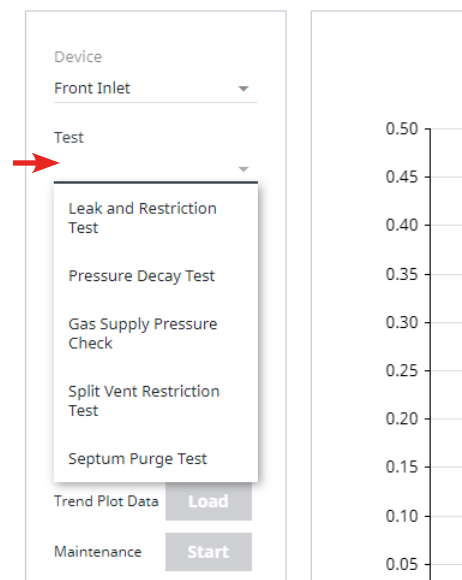 Device
Front Inlet
Test
Leak and Restriction
Test
Pressure Decay Test
Gas Supply Pressure
Check
Split Vent Restriction
Test
Septum Purge Test
Trend Plot Data Load
Maintenance Start
0.50
0.45
0.40
0.35
0.30
0.25
0.20
0.15
0.10
0.05